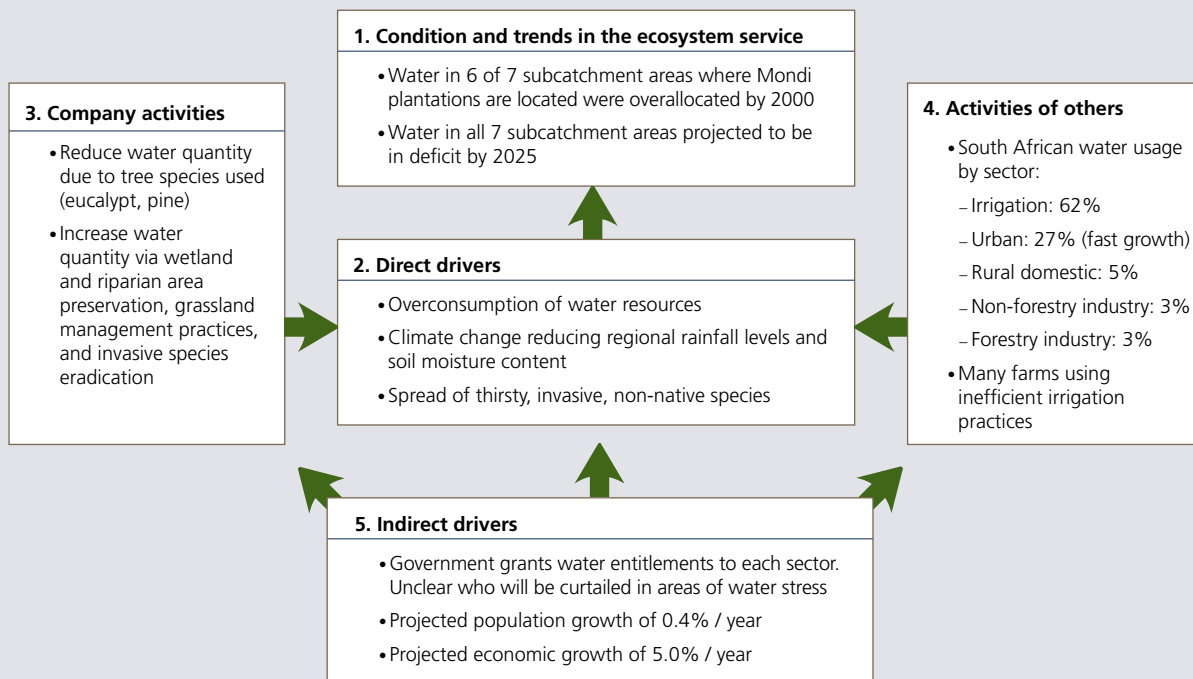 1. Condition and trends in the ecosystem service
• Water in 6 of 7 subcatchment areas where Mondi
plantations are located were overallocated by 2000
• Water in all 7 subcatchment areas projected to be
in deficit by 2025
2. Direct drivers
• Overconsumption of water resources
• Climate change reducing regional rainfall levels and
soil moisture content
• Spread of thirsty, invasive, non-native species
3. Company activities
• Reduce water quantity
due to tree species used
(eucalypt, pine)
• Increase water
quantity via wetland
and riparian area
preservation, grassland
management practices,
and invasive species
eradication
4. Activities of others
• South African water usage
by sector:
– Irrigation: 62%
– Urban: 27% (fast growth)
– Rural domestic: 5%
– Non-forestry industry: 3%
– Forestry industry: 3%
• Many farms using
inefficient irrigation
practices
5. Indirect drivers
• Government grants water entitlements to each sector.
Unclear who will be curtailed in areas of water stress
• Projected population growth of 0.4% / year
• Projected economic growth of 5.0% / year